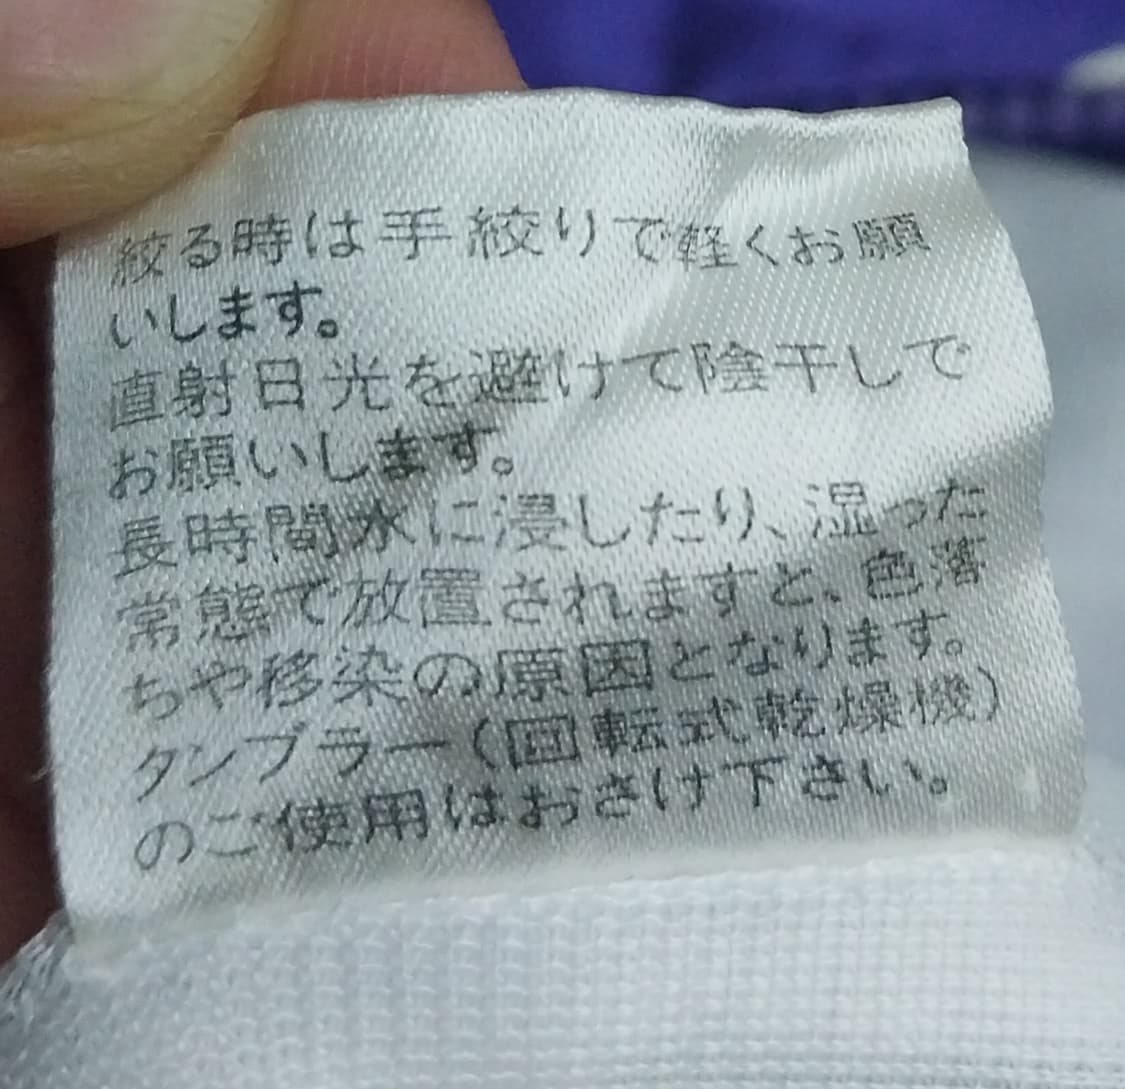 絞る時は手絞りで軽くお願
いします。
直射日光を避けて陰干しで
お願いします。
長時間水に浸したり、湿った
常態で放置されますと、色落
ちや移染の原因となります。
タンブラー(回転式乾燥機)
のご使用はおさけ下さい。